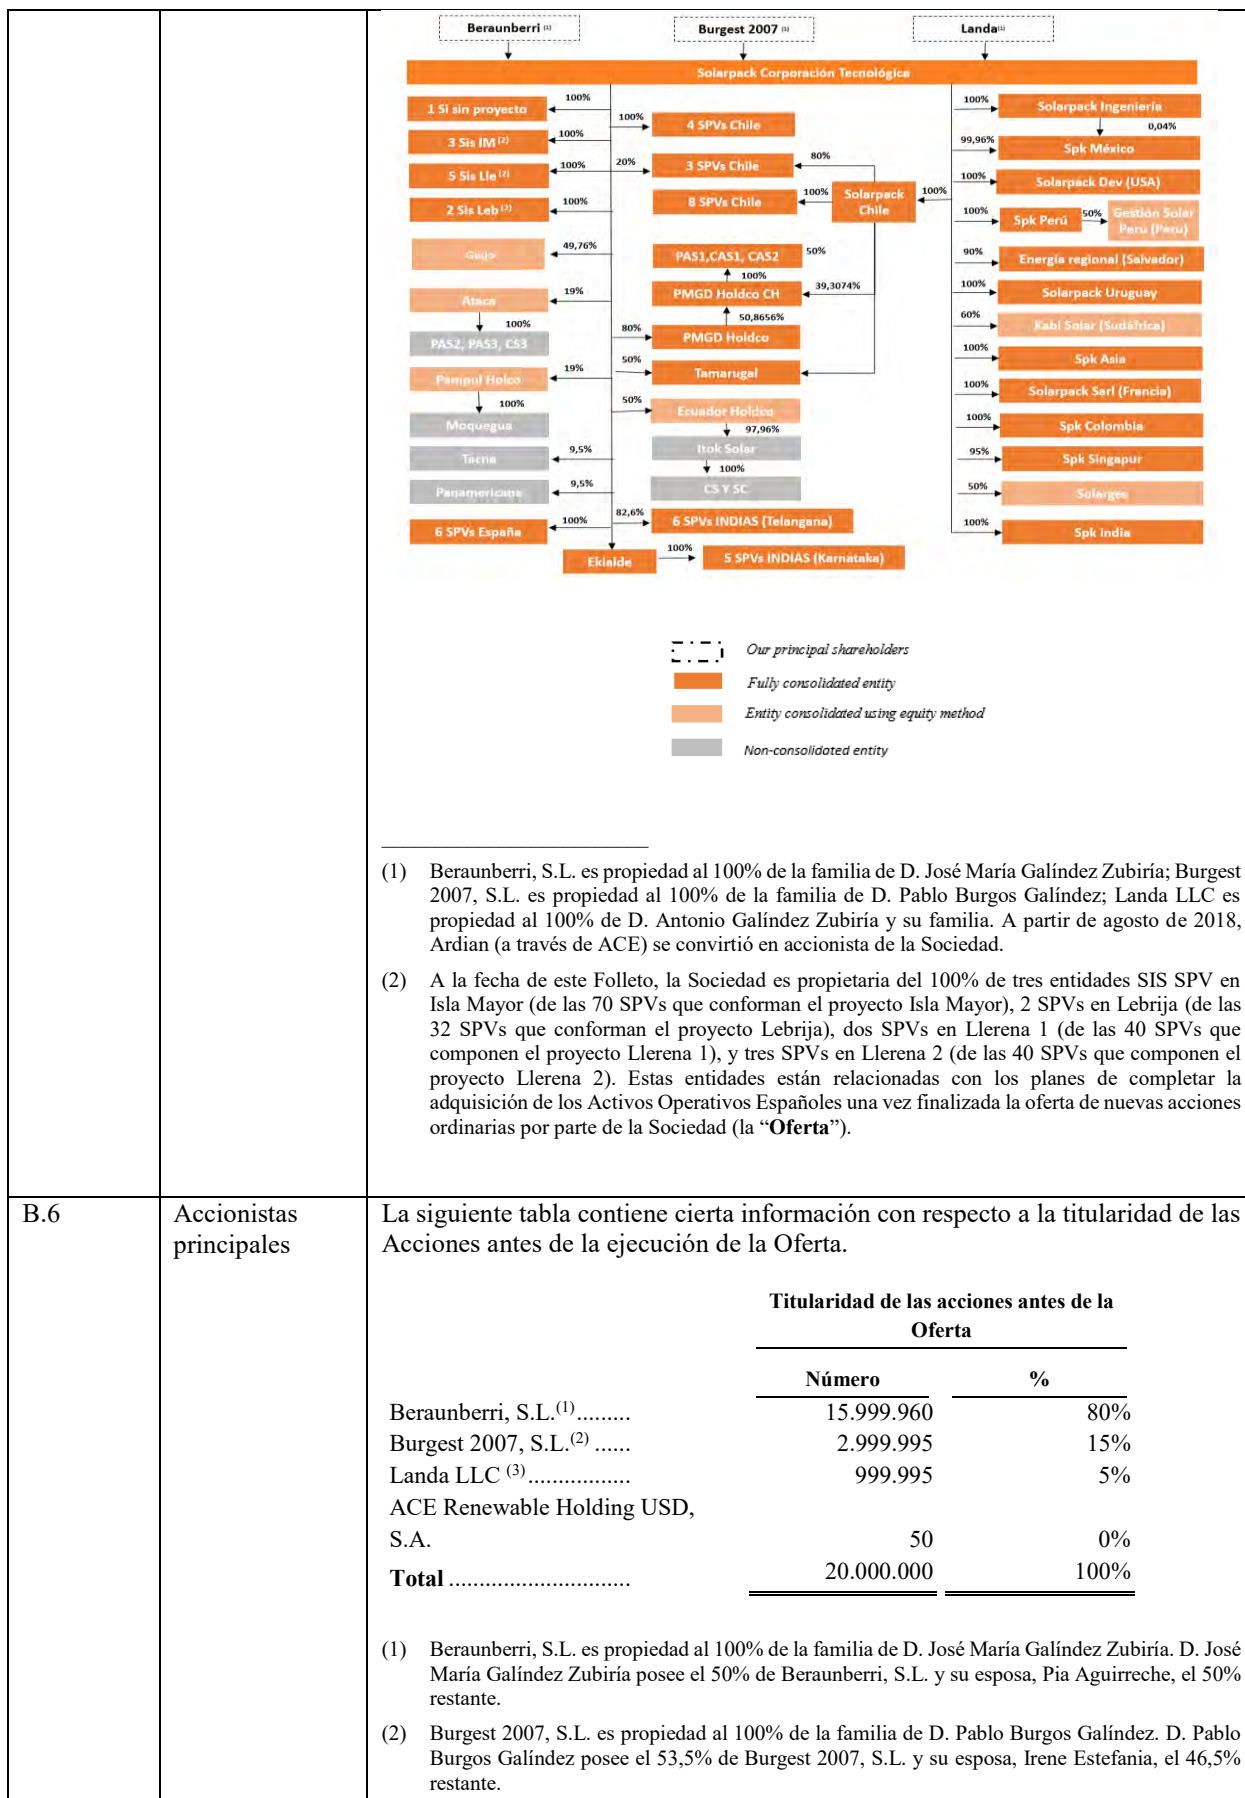 Beraunberri (1)
Burgest 2007 (1)
Landa(1)
Solarpack Corporación Tecnológica
1 SI sin proyecto
100%
3 Sis IM (2)
100%
5 Sis Lle (2)
100%
2 Sis Leb (2)
100%
49,76%
Ataca
19%
100%
PAS2, PAS3, CS3
Pampul Holco
19%
100%
Moquegua
Tacna
9,5%
Panamericana
9,5%
6 SPVs España
100%
100%
4 SPVs Chile
20%
3 SPVs Chile
80%
8 SPVs Chile
100%
Solarpack
Chile
100%
PAS1,CAS1, CAS2
50%
100%
PMGD Holdco CH
39,3074%
50,8656%
80%
PMGD Holdco
50%
Tamarugal
50%
Ecuador Holdco
97,96%
Itok Solar
100%
CS Y SC
82,6%
6 SPVs INDIAS (Telangana)
Ekialde
100%
5 SPVs INDIAS (Karnataka)
100%
Solarpack Ingeniería
0,04%
99,96%
Spk México
100%
Solarpack Dev (USA)
100%
Spk Perú
50%
Gestión Solar
Perú (Peru)
90%
Energía regional (Salvador)
100%
Solarpack Uruguay
60%
Kabi Solar (Sudáfrica)
100%
Spk Asia
100%
Solarpack Sarl (Francia)
100%
Spk Colombia
95%
Spk Singapur
50%
Solarges
100%
Spk india
Our principal shareholders
Fully consolidated entity
Entity consolidated using equity method
Non-consolidated entity
(1) Beraunberri, S.L. es propiedad al 100% de la familia de D. José María Galíndez Zubiría; Burgest
2007, S.L. es propiedad al 100% de la familia de D. Pablo Burgos Galíndez; Landa LLC es
propiedad al 100% de D. Antonio Galíndez Zubiría y su familia. A partir de agosto de 2018,
Ardian (a través de ACE) se convirtió en accionista de la Sociedad.
(2) A la fecha de este Folleto, la Sociedad es propietaria del 100% de tres entidades SIS SPV en
Isla Mayor (de las 70 SPVs que conforman el proyecto Isla Mayor), 2 SPVs en Lebrija (de las
32 SPVs que conforman el proyecto Lebrija), dos SPVs en Llerena 1 (de las 40 SPVs que
componen el proyecto Llerena 1), y tres SPVs en Llerena 2 (de las 40 SPVs que componen el
proyecto Llerena 2). Estas entidades están relacionadas con los planes de completar la
adquisición de los Activos Operativos Españoles una vez finalizada la oferta de nuevas acciones
ordinarias por parte de la Sociedad (la “Oferta”).
B.6
Accionistas
principales
La siguiente tabla contiene cierta información con respecto a la titularidad de las
Acciones antes de la ejecución de la Oferta.
Titularidad de las acciones antes de la
Oferta
Número %
Beraunberri, S.L.(1)......... 15.999.960 80%
Burgest 2007, S.L.(2) ...... 2.999.995 15%
Landa LLC (3)................. 999.995 5%
ACE Renewable Holding USD,
S.A. 50 0%
Total .............................. 20.000.000 100%
(1) Beraunberri, S.L. es propiedad al 100% de la familia de D. José María Galíndez Zubiría. D. José
María Galíndez Zubiría posee el 50% de Beraunberri, S.L. y su esposa, Pia Aguirreche, el 50%
restante.
(2) Burgest 2007, S.L. es propiedad al 100% de la familia de D. Pablo Burgos Galíndez. D. Pablo
Burgos Galíndez posee el 53,5% de Burgest 2007, S.L. y su esposa, Irene Estefania, el 46,5%
restante.